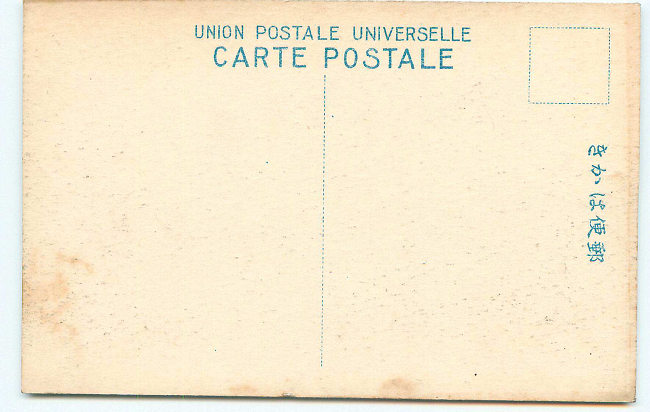 UNION POSTALE UNIVERSELLE
CARTE POSTALE
郵便はかき